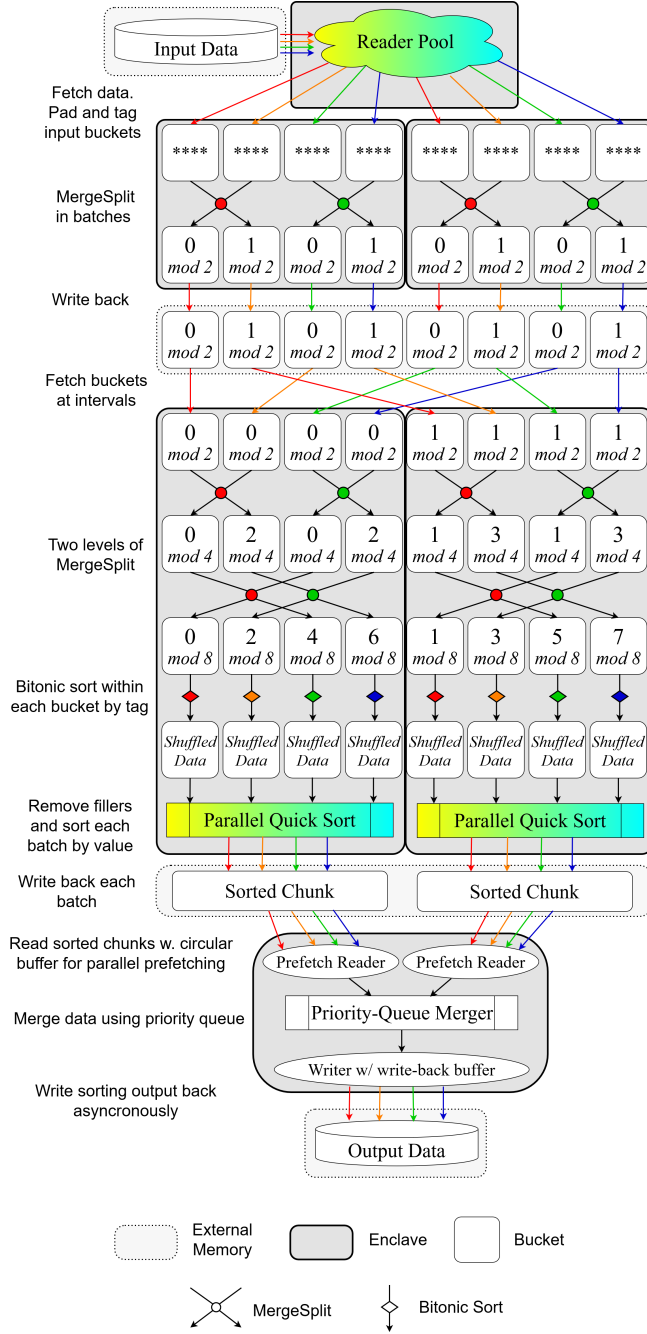 Input Data
Reader Pool
Fetch data.
Pad and tag
input buckets
**** **** **** **** **** **** **** ****
MergeSplit
in batches
0 1 0 1 0 1 0 1
mod 2 mod 2 mod 2 mod 2 mod 2 mod 2 mod 2 mod 2
Write back
0 1 0 1 0 1 0 1
mod 2 mod 2 mod 2 mod 2 mod 2 mod 2 mod 2 mod 2
Fetch buckets
at intervals
0 0 0 0 1 1 1 1
mod 2 mod 2 mod 2 mod 2 mod 2 mod 2 mod 2 mod 2
Two levels of
MergeSplit
0 2 0 2 1 3 1 3
mod 4 mod 4 mod 4 mod 4 mod 4 mod 4 mod 4 mod 4
0 2 4 6 1 3 5 7
mod 8 mod 8 mod 8 mod 8 mod 8 mod 8 mod 8 mod 8
Bitonic sort within
each bucket by tag
Shuffled Shuffled Shuffled Shuffled Shuffled Shuffled Shuffled Shuffled
Data Data Data Data Data Data Data Data
Remove fillers
and sort each
batch by value
Parallel Quick Sort Parallel Quick Sort
Write back each
batch
Sorted Chunk Sorted Chunk
Read sorted chunks w. circular
buffer for parallel prefetching
Prefetch Reader Prefetch Reader
Merge data using priority queue
Priority-Queue Merger
Writer w/ write-back buffer
Write sorting output back
asyncronously
Output Data
External
Memory
Enclave
Bucket
MergeSplit
Bitonic Sort